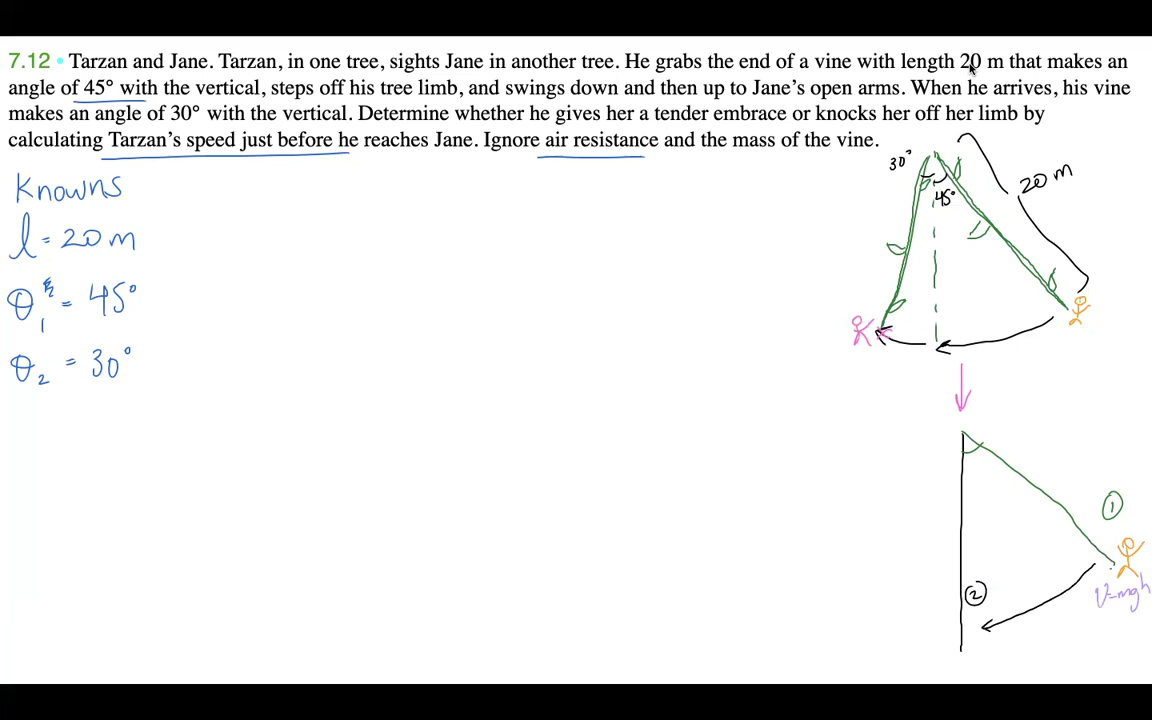 7.12 • Tarzan and Jane. Tarzan, in one tree, sights Jane in another tree. He grabs the end of a vine with length 20 m that makes an
angle of 45° with the vertical, steps off his tree limb, and swings down and then up to Jane's open arms. When he arrives, his vine
makes an angle of 30° with the vertical. Determine whether he gives her a tender embrace or knocks her off her limb by
calculating Tarzan's speed just before he reaches Jane. Ignore air resistance and the mass of the vine.
30°
45°
20 m
Knowns
l = 20 m
θ₁ = 45°
θ₂ = 30°
①
②
U=mgh